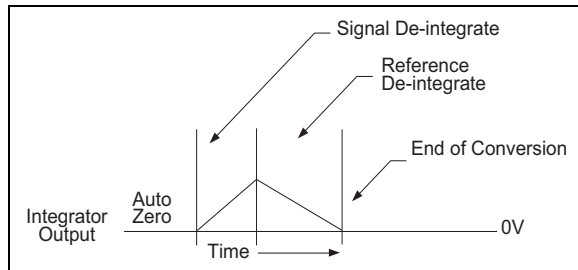 Signal De-integrate
Reference
De-integrate
End of Conversion
Auto
Zero
Integrator
Output
0V
Time